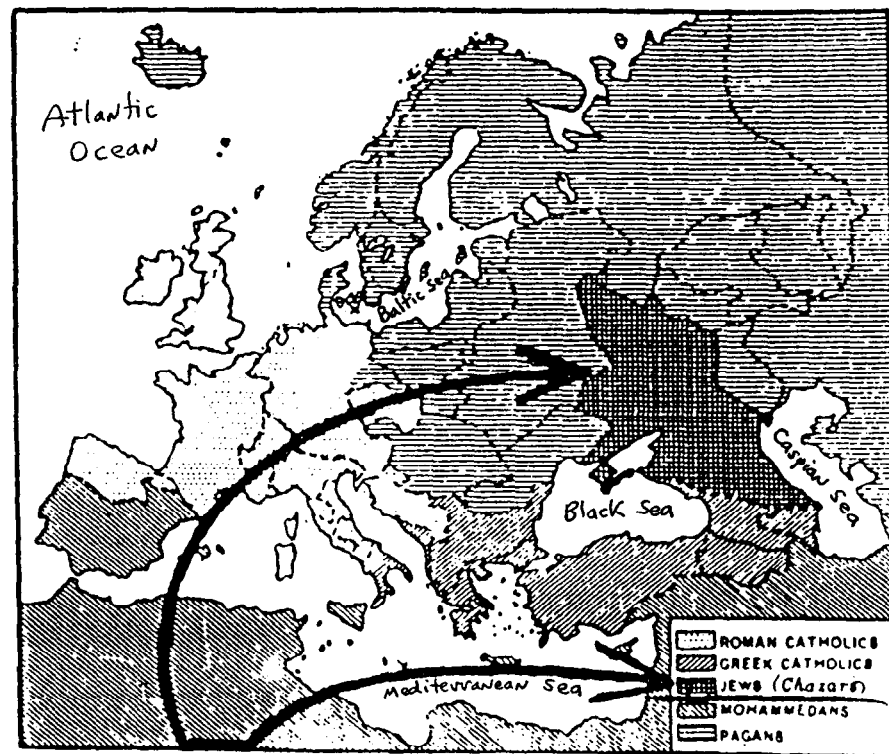 Atlantic
Ocean
Baltic Sea
Black Sea
Caspian Sea
Mediterranean Sea
ROMAN CATHOLICS
GREEK CATHOLICS
JEWS (Chazars)
MOHAMMEDANS
PAGANS